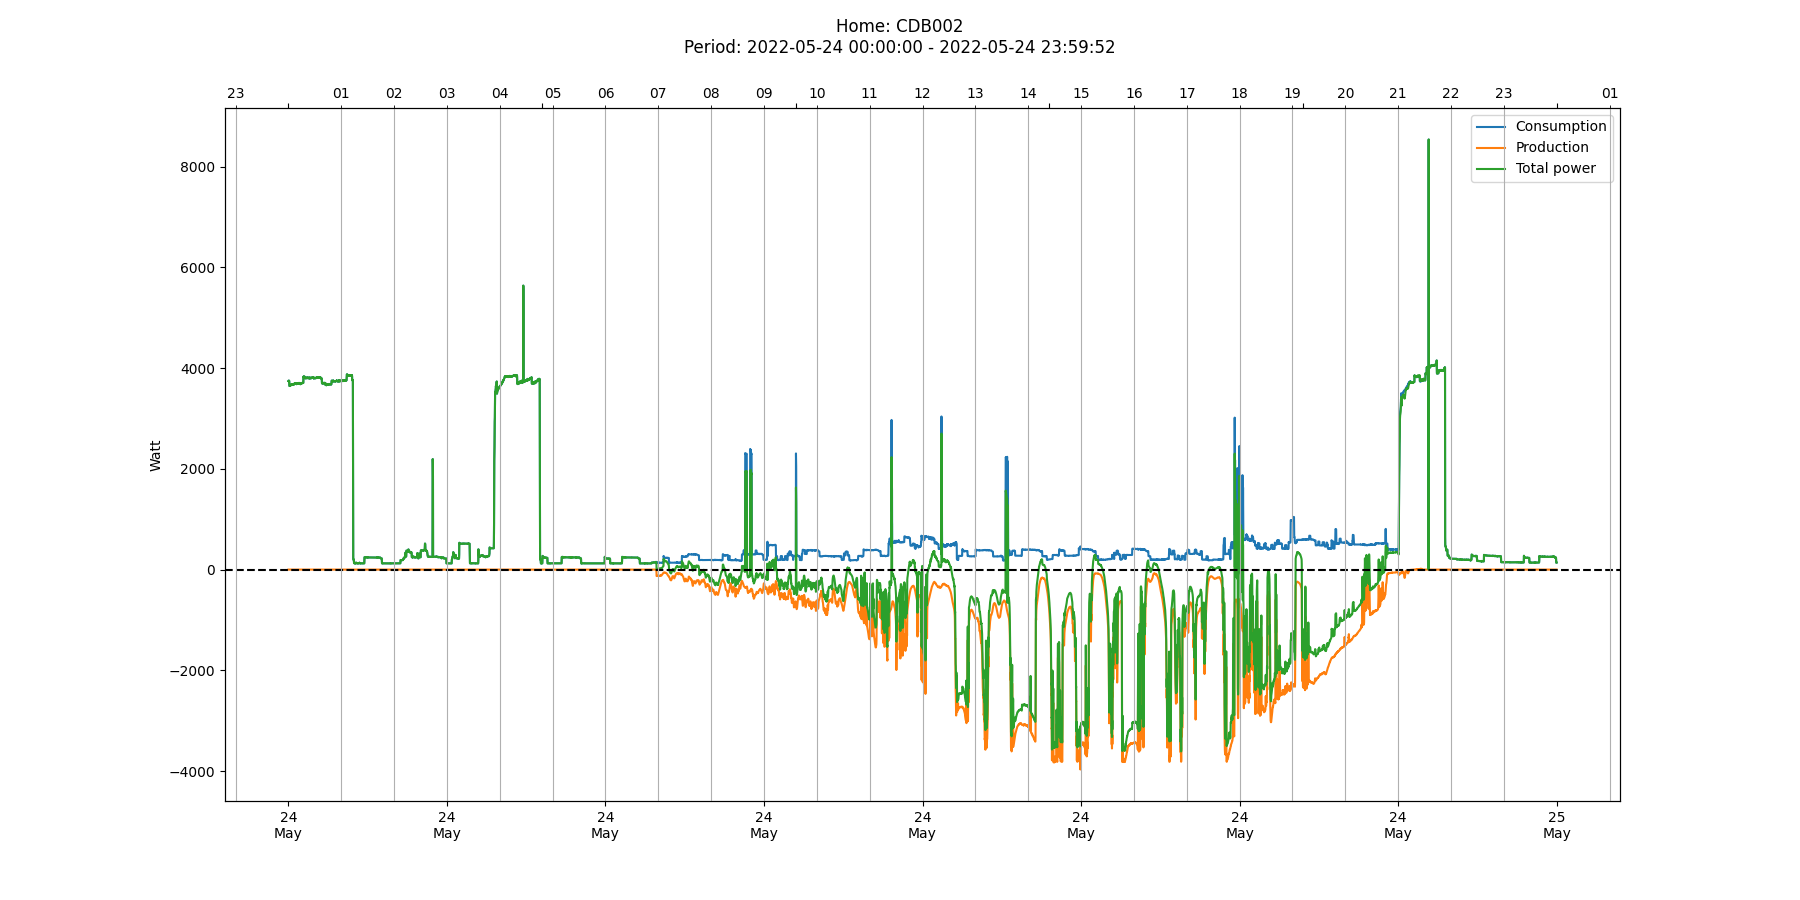 Home: CDB002
Period: 2022-05-24 00:00:00 - 2022-05-24 23:59:52
23 01 02 03 04 05 06 07 08 09 10 11 12 13 14 15 16 17 18 19 20 21 22 23 01
Consumption
Production
Total power
8000
6000
4000
2000
0
−2000
−4000
Watt
24 24 24 24 24 24 24 24 25
May May May May May May May May May